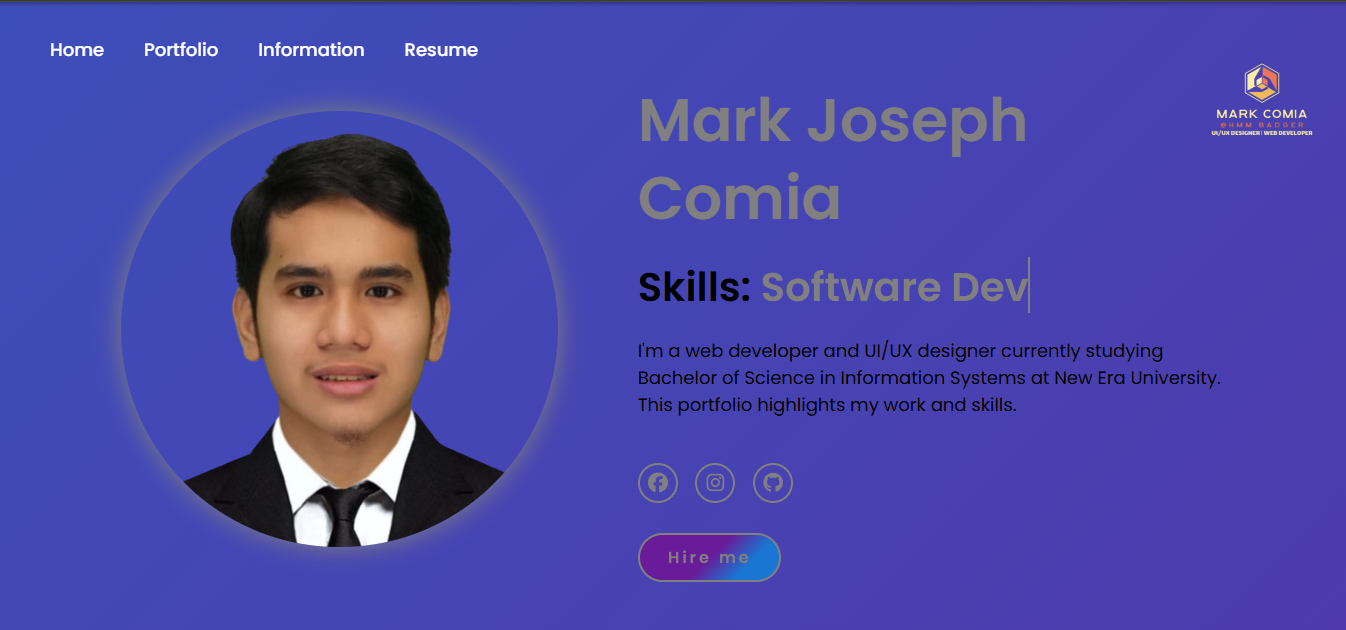 Home Portfolio Information Resume
MARK COMIA
@HMM BADGER
UI/UX DESIGNER | WEB DEVELOPER
Mark Joseph
Comia
Skills: Software Dev
I'm a web developer and UI/UX designer currently studying
Bachelor of Science in Information Systems at New Era University.
This portfolio highlights my work and skills.
Hire me